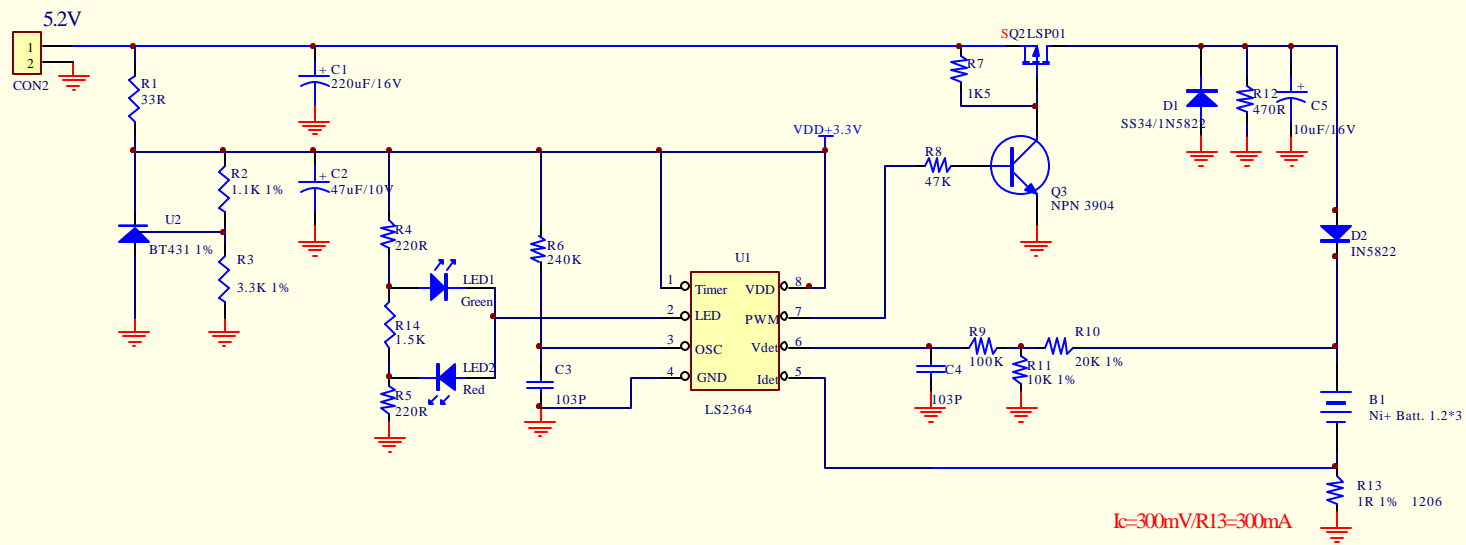 5.2V
1
2
CON2
R1
33R
C1
220uF/16V
R7
1K5
SQ2LSP01
D1
SS34/1N5822
R12
470R
C5
10uF/16V
VDD+3.3V
R2
1.1K 1%
C2
47uF/10V
R8
47K
Q3
NPN 3904
U2
BT431 1%
R3
3.3K 1%
R4
220R
R6
240K
D2
IN5822
LED1
Green
U1
1 Timer VDD 8
2 LED PWM 7
3 OSC Vdet 6
4 GND Idet 5
LS2364
R14
1.5K
LED2
Red
R5
220R
C3
103P
R9
100K
R10
20K 1%
R11
10K 1%
C4
103P
B1
Ni+ Batt. 1.2*3
R13
1R 1% 1206
Ic=300mV/R13=300mA